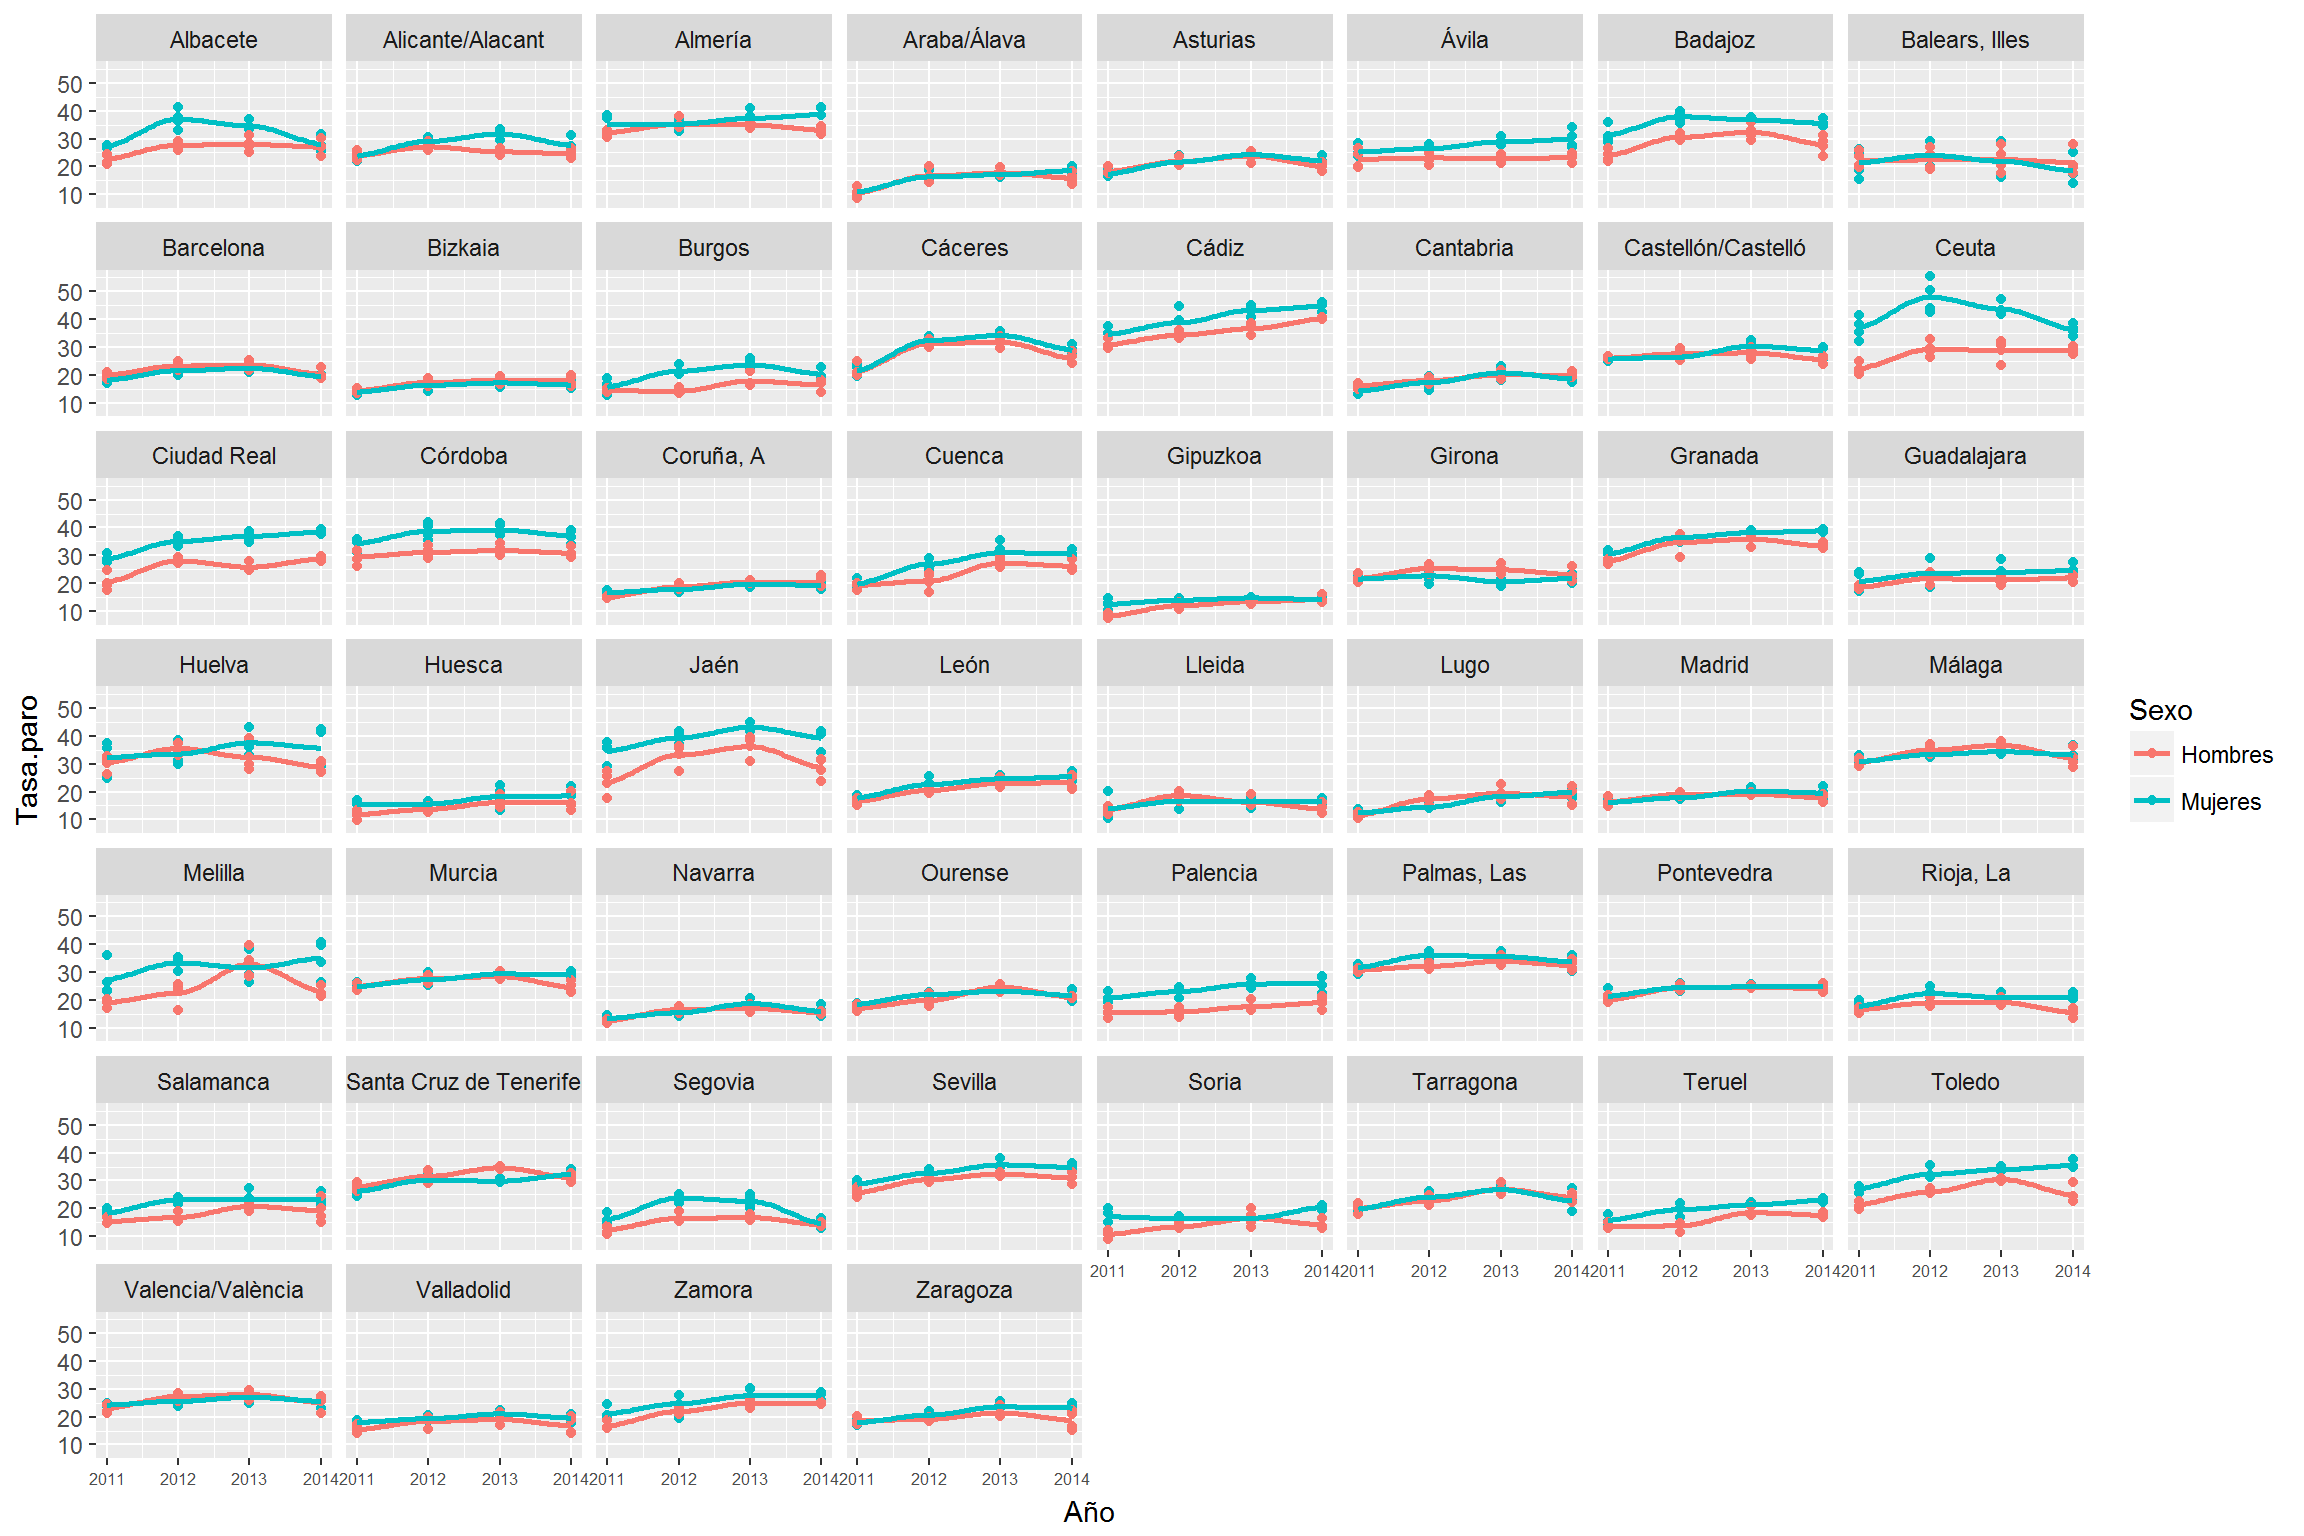 Albacete Alicante/Alacant Almería Araba/Álava Asturias Ávila Badajoz Balears, Illes
50
40
30
20
10
Barcelona Bizkaia Burgos Cáceres Cádiz Cantabria Castellón/Castelló Ceuta
50
40
30
20
10
Ciudad Real Córdoba Coruña, A Cuenca Gipuzkoa Girona Granada Guadalajara
50
40
30
20
10
Huelva Huesca Jaén León Lleida Lugo Madrid Málaga
50
40
30
20
10
Tasa.paro
Sexo
Hombres
Mujeres
Melilla Murcia Navarra Ourense Palencia Palmas, Las Pontevedra Rioja, La
50
40
30
20
10
Salamanca Santa Cruz de Tenerife Segovia Sevilla Soria Tarragona Teruel Toledo
50
40
30
20
10
2011 2012 2013 2014 2011 2012 2013 2014 2011 2012 2013 2014 2011 2012 2013 2014
Valencia/València Valladolid Zamora Zaragoza
50
40
30
20
10
2011 2012 2013 2014 2011 2012 2013 2014 2011 2012 2013 2014 2011 2012 2013 2014
Año